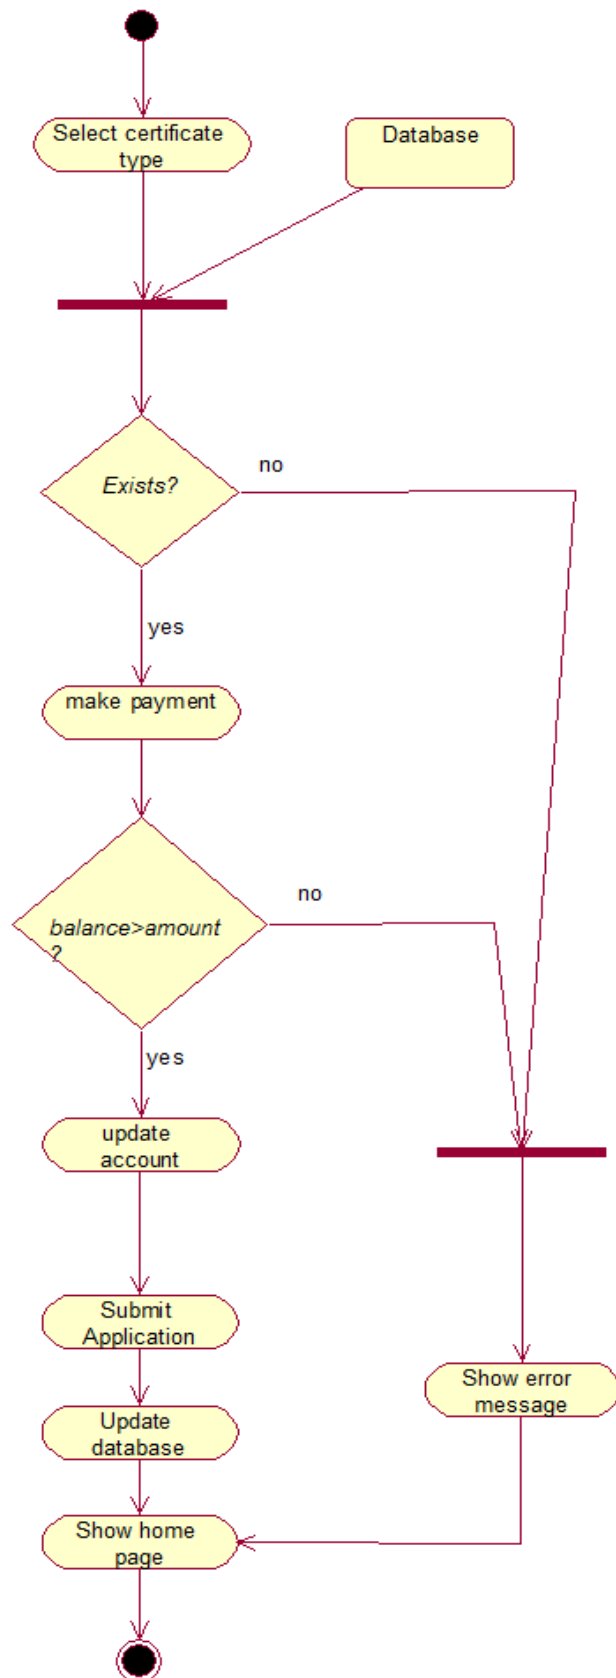 Select certificate
type
Database
Exists?
no
yes
make payment
balance>amount
?
no
yes
update
account
Submit
Application
Show error
message
Update
database
Show home
page